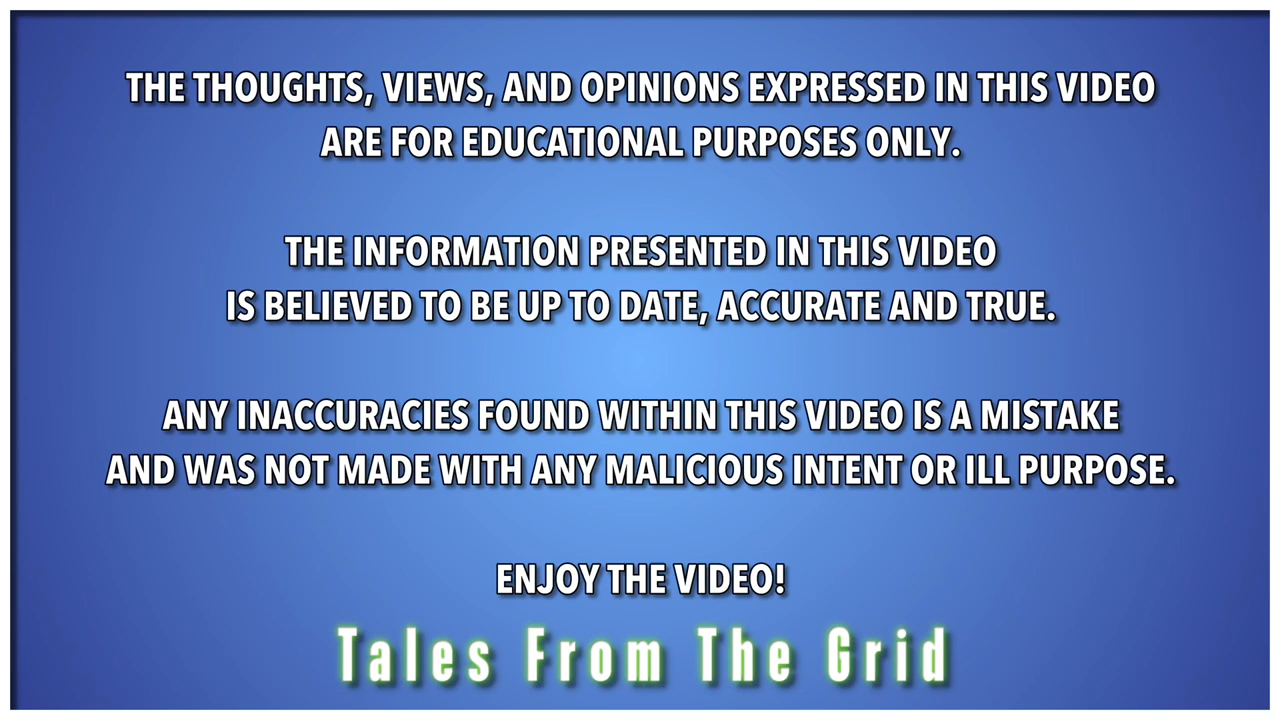 THE THOUGHTS, VIEWS, AND OPINIONS EXPRESSED IN THIS VIDEO
ARE FOR EDUCATIONAL PURPOSES ONLY.
THE INFORMATION PRESENTED IN THIS VIDEO
IS BELIEVED TO BE UP TO DATE, ACCURATE AND TRUE.
ANY INACCURACIES FOUND WITHIN THIS VIDEO IS A MISTAKE
AND WAS NOT MADE WITH ANY MALICIOUS INTENT OR ILL PURPOSE.
ENJOY THE VIDEO!
Tales From The Grid